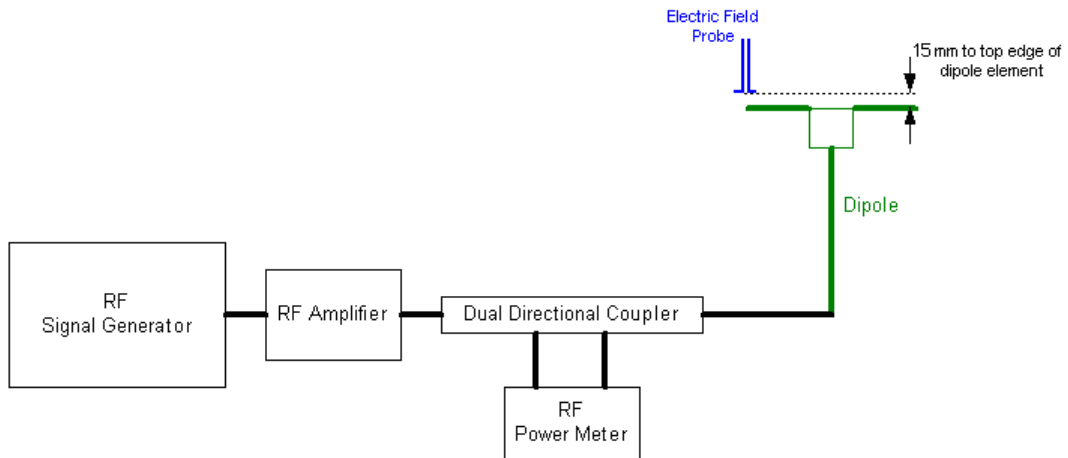 Electric Field
Probe
15 mm to top edge of
dipole element
Dipole
RF
Signal Generator
RF Amplifier
Dual Directional Coupler
RF
Power Meter